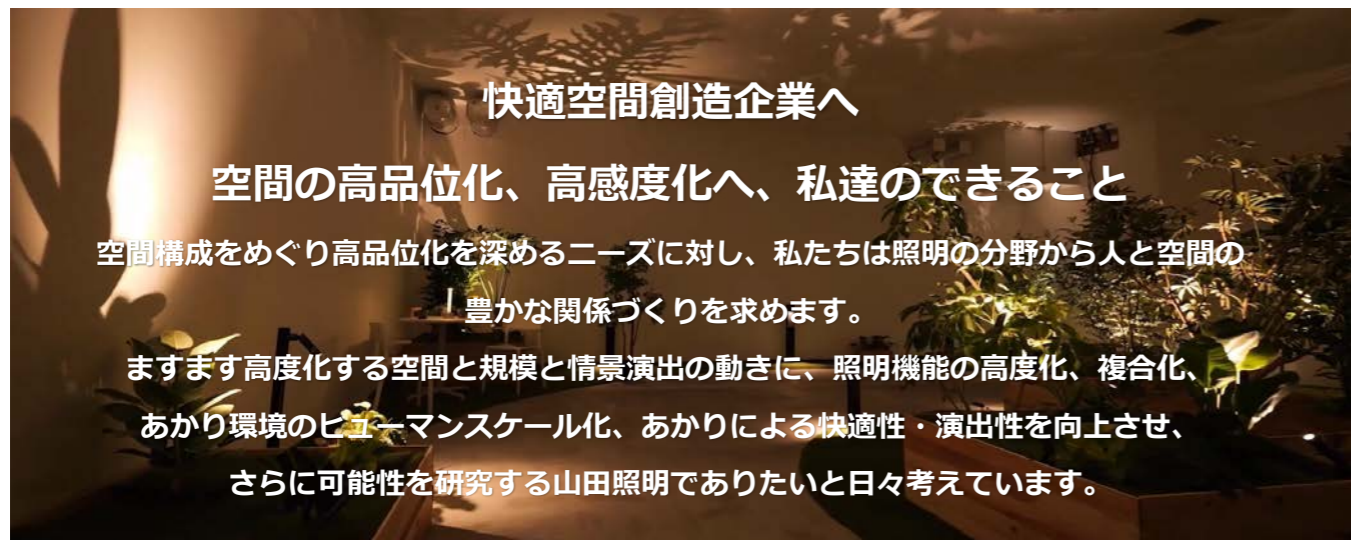 快適空間創造企業へ
空間の高品位化、高感度化へ、私達のできること
空間構成をめぐり高品位化を深めるニーズに対し、私たちは照明の分野から人と空間の
豊かな関係づくりを求めます。
ますます高度化する空間と規模と情景演出の動きに、照明機能の高度化、複合化、
あかり環境のヒューマンスケール化、あかりによる快適性・演出性を向上させ、
さらに可能性を研究する山田照明でありたいと日々考えています。